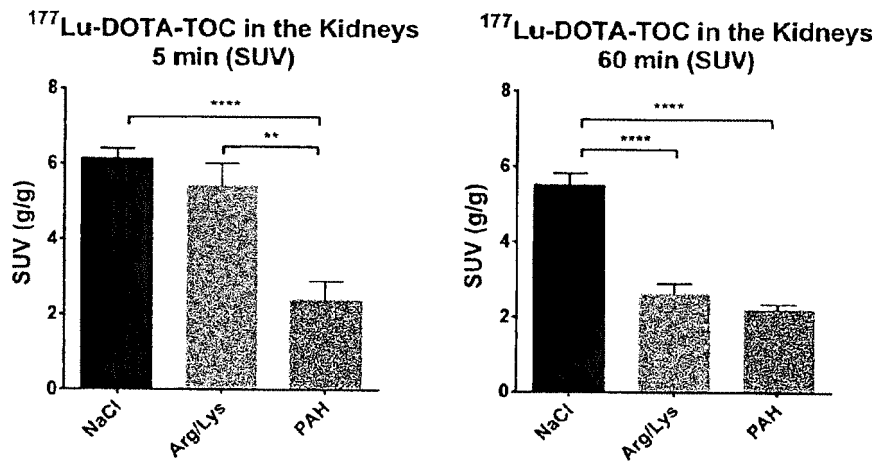 ¹⁷⁷Lu-DOTA-TOC in the Kidneys
5 min (SUV)
SUV (g/g)
8
6
4
2
0
****
**
NaCl
Arg/Lys
PAH
¹⁷⁷Lu-DOTA-TOC in the Kidneys
60 min (SUV)
SUV (g/g)
8
6
4
2
0
****
****
NaCl
Arg/Lys
PAH